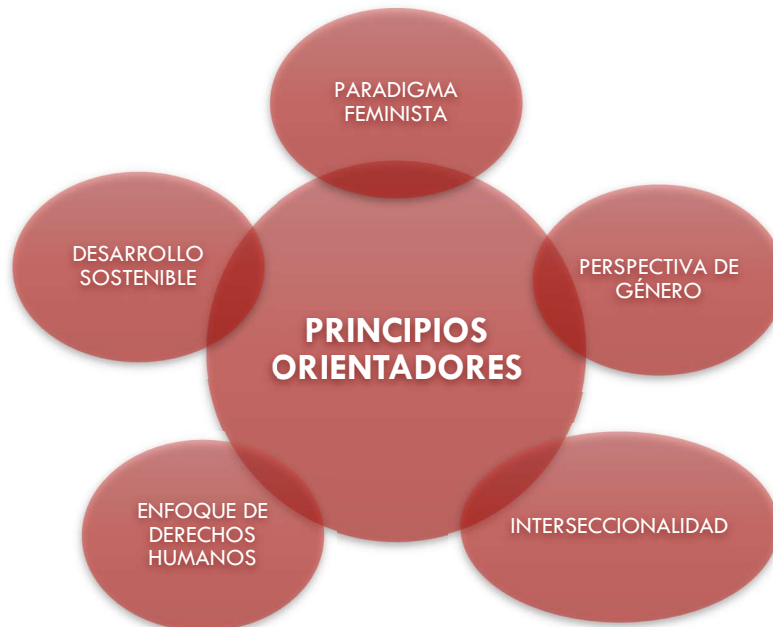 PARADIGMA
FEMINISTA
DESARROLLO
SOSTENIBLE
PERSPECTIVA DE
GÉNERO
PRINCIPIOS
ORIENTADORES
ENFOQUE DE
DERECHOS
HUMANOS
INTERSECCIONALIDAD